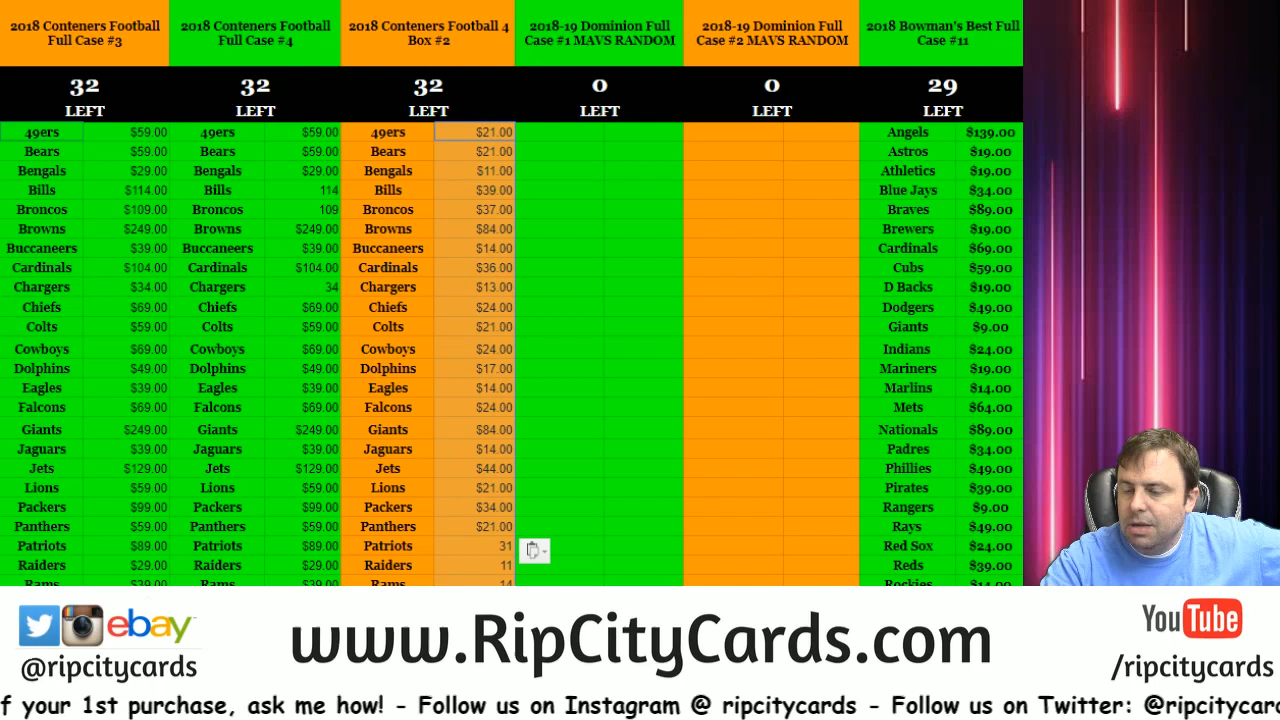 2018 Conteners Football
Full Case #3
2018 Conteners Football
Full Case #4
2018 Conteners Football 4
Box #2
2018-19 Dominion Full
Case #1 MAVS RANDOM
2018-19 Dominion Full
Case #2 MAVS RANDOM
2018 Bowman's Best Full
Case #11
32 32 32 0 0 29
LEFT LEFT LEFT LEFT LEFT LEFT
49ers $59.00 49ers $59.00 49ers $21.00 Angels $139.00
Bears $59.00 Bears $59.00 Bears $21.00 Astros $19.00
Bengals $29.00 Bengals $29.00 Bengals $11.00 Athletics $19.00
Bills $114.00 Bills 114 Bills $39.00 Blue Jays $34.00
Broncos $109.00 Broncos 109 Broncos $37.00 Braves $89.00
Browns $249.00 Browns $249.00 Browns $84.00 Brewers $19.00
Buccaneers $39.00 Buccaneers $39.00 Buccaneers $14.00 Cardinals $69.00
Cardinals $104.00 Cardinals $104.00 Cardinals $36.00 Cubs $59.00
Chargers $34.00 Chargers 34 Chargers $13.00 D Backs $19.00
Chiefs $69.00 Chiefs $69.00 Chiefs $24.00 Dodgers $49.00
Colts $59.00 Colts $59.00 Colts $21.00 Giants $9.00
Cowboys $69.00 Cowboys $69.00 Cowboys $24.00 Indians $24.00
Dolphins $49.00 Dolphins $49.00 Dolphins $17.00 Mariners $19.00
Eagles $39.00 Eagles $39.00 Eagles $14.00 Marlins $14.00
Falcons $69.00 Falcons $69.00 Falcons $24.00 Mets $64.00
Giants $249.00 Giants $249.00 Giants $84.00 Nationals $89.00
Jaguars $39.00 Jaguars $39.00 Jaguars $14.00 Padres $34.00
Jets $129.00 Jets $129.00 Jets $44.00 Phillies $49.00
Lions $59.00 Lions $59.00 Lions $21.00 Pirates $39.00
Packers $99.00 Packers $99.00 Packers $34.00 Rangers $9.00
Panthers $59.00 Panthers $59.00 Panthers $21.00 Rays $49.00
Patriots $89.00 Patriots $89.00 Patriots 31 Red Sox $24.00
Raiders $29.00 Raiders $29.00 Raiders 11 Reds $39.00
Rams $39.00 Rams $39.00 Rams 14 Rockies $14.00
ebay
@ripcitycards
www.RipCityCards.com
YouTube
/ripcitycards
f your 1st purchase, ask me how! - Follow us on Instagram @ ripcitycards - Follow us on Twitter: @ripcitycar